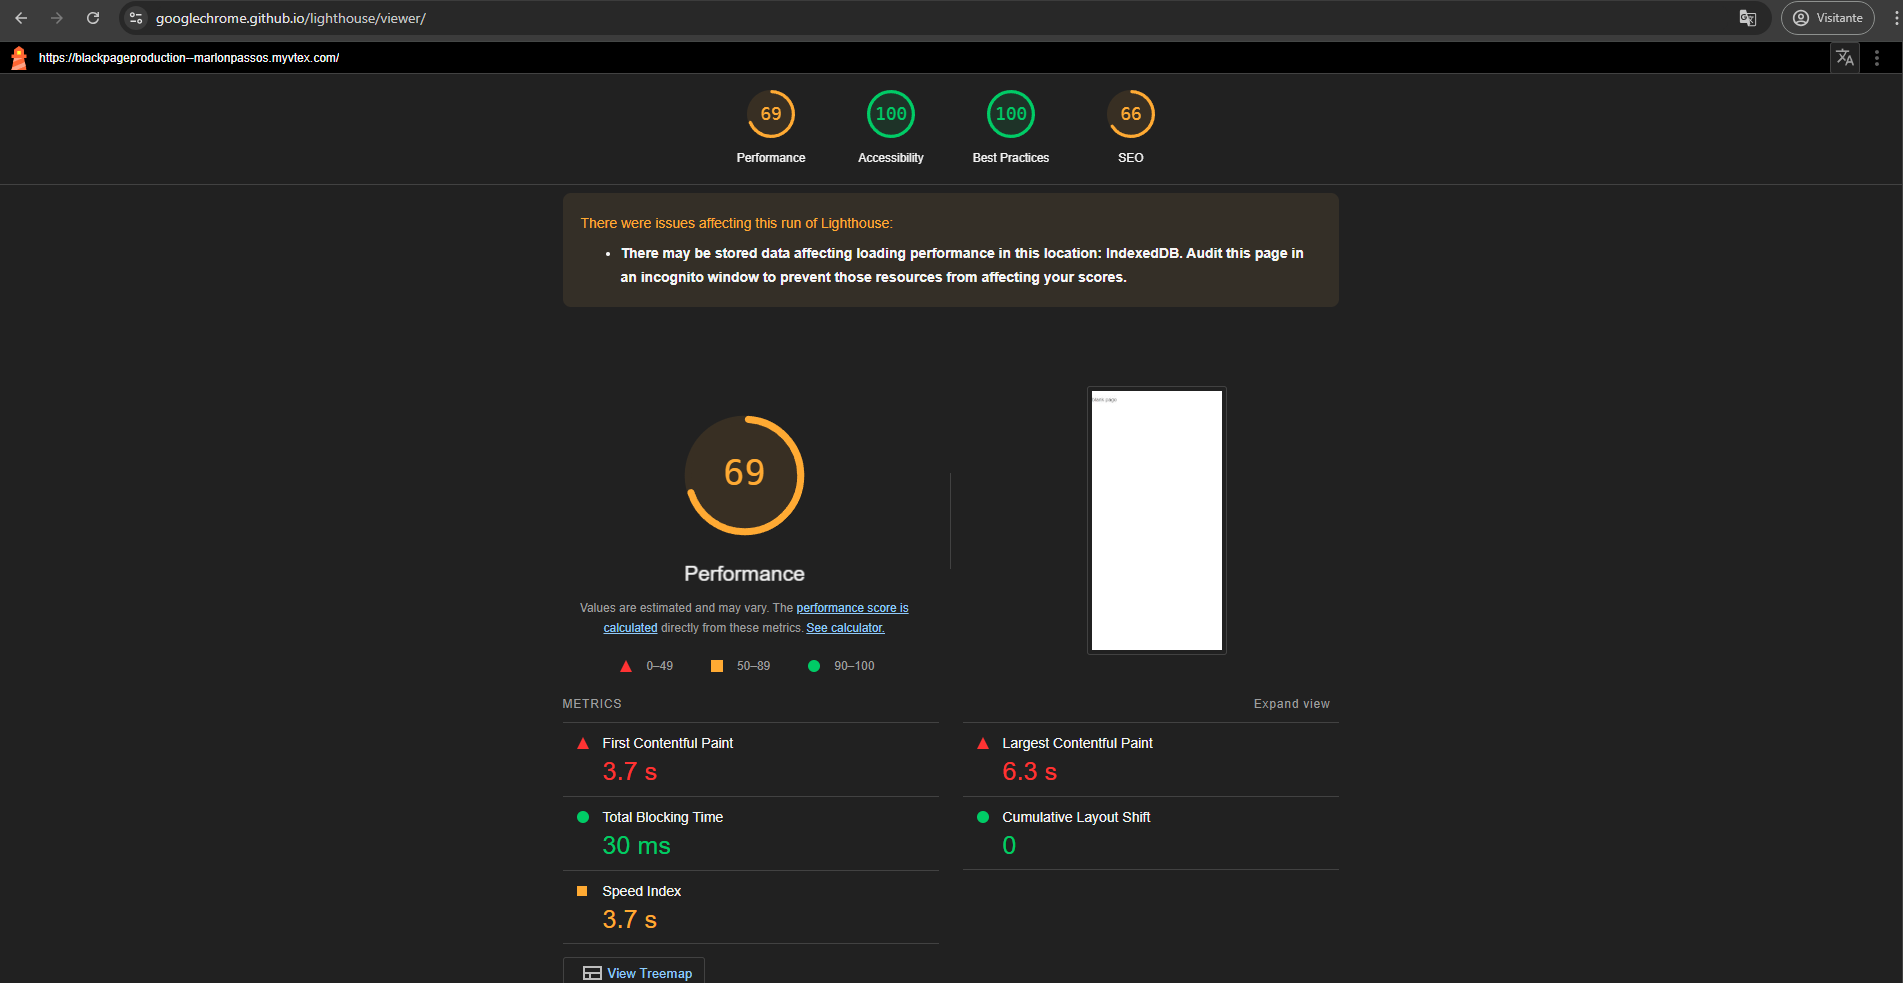 googlechrome.github.io/lighthouse/viewer/
Visitante
https://blackpageproduction--marlonpassos.myvtex.com/
69
100
100
66
Performance
Accessibility
Best Practices
SEO
There were issues affecting this run of Lighthouse:
• There may be stored data affecting loading performance in this location: IndexedDB. Audit this page in
an incognito window to prevent those resources from affecting your scores.
69
Performance
Values are estimated and may vary. The performance score is
calculated directly from these metrics. See calculator.
0–49
50–89
90–100
METRICS
Expand view
First Contentful Paint
3.7 s
Largest Contentful Paint
6.3 s
Total Blocking Time
30 ms
Cumulative Layout Shift
0
Speed Index
3.7 s
View Treemap